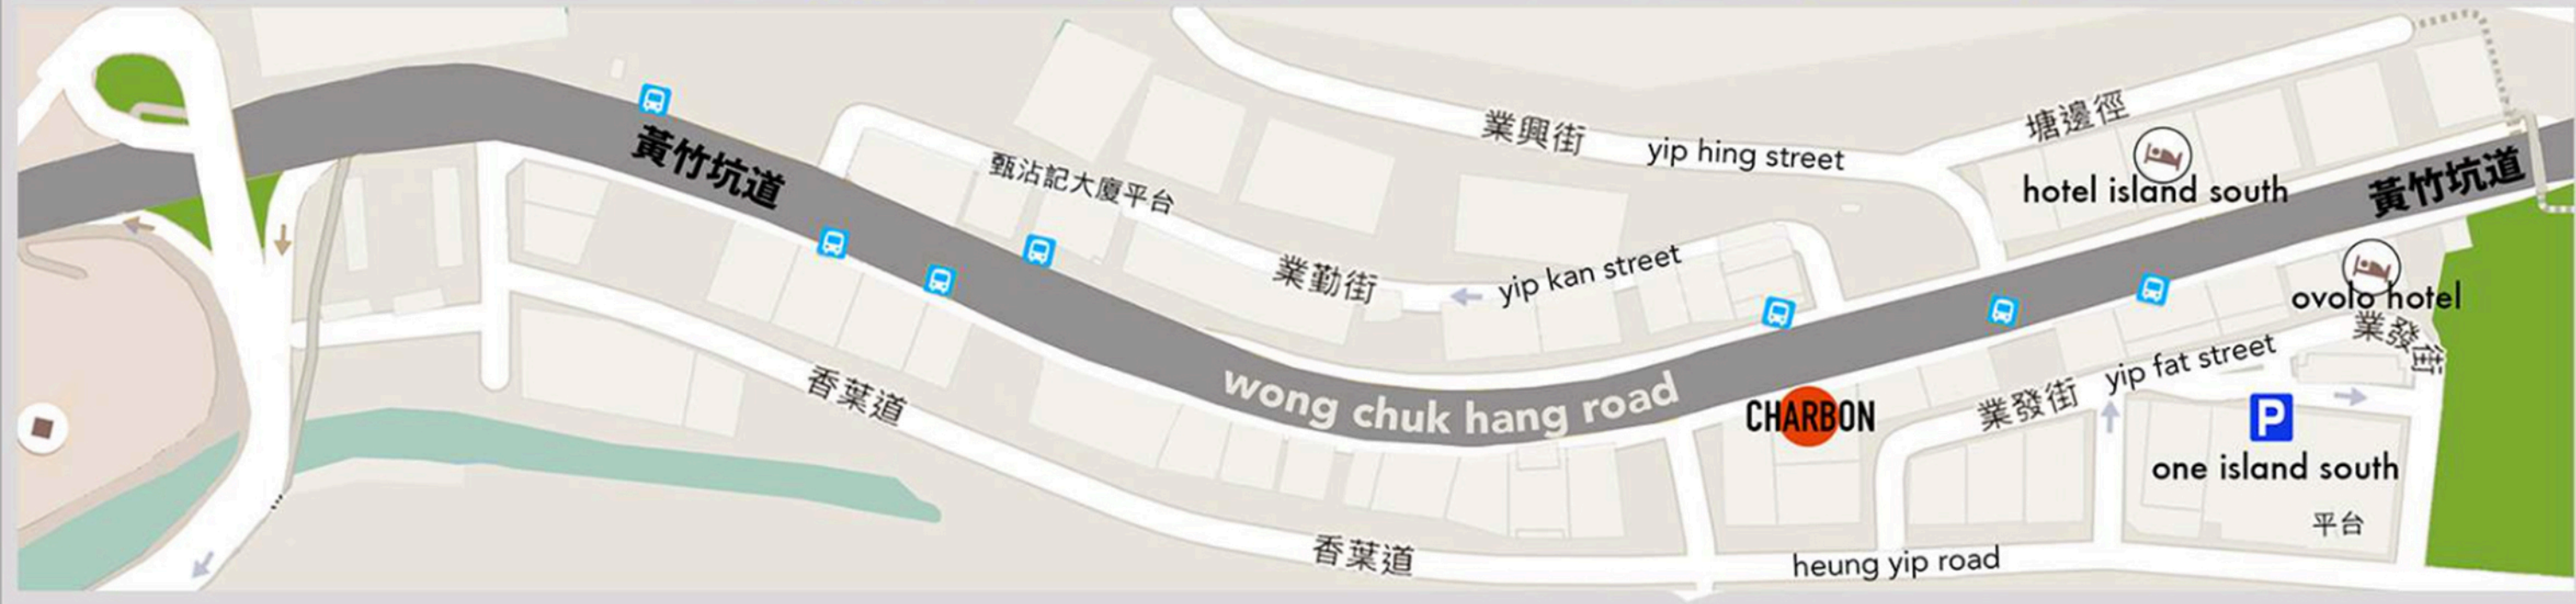 業興街
yip hing street
塘邊徑
hotel island south
黃竹坑道
甄沾記大廈平台
黃竹坑道
業勤街
yip kan street
ovolo hotel
業發街
wong chuk hang road
yip fat street
業發街
香葉道
CHARBON
P
one island south
平台
香葉道
heung yip road